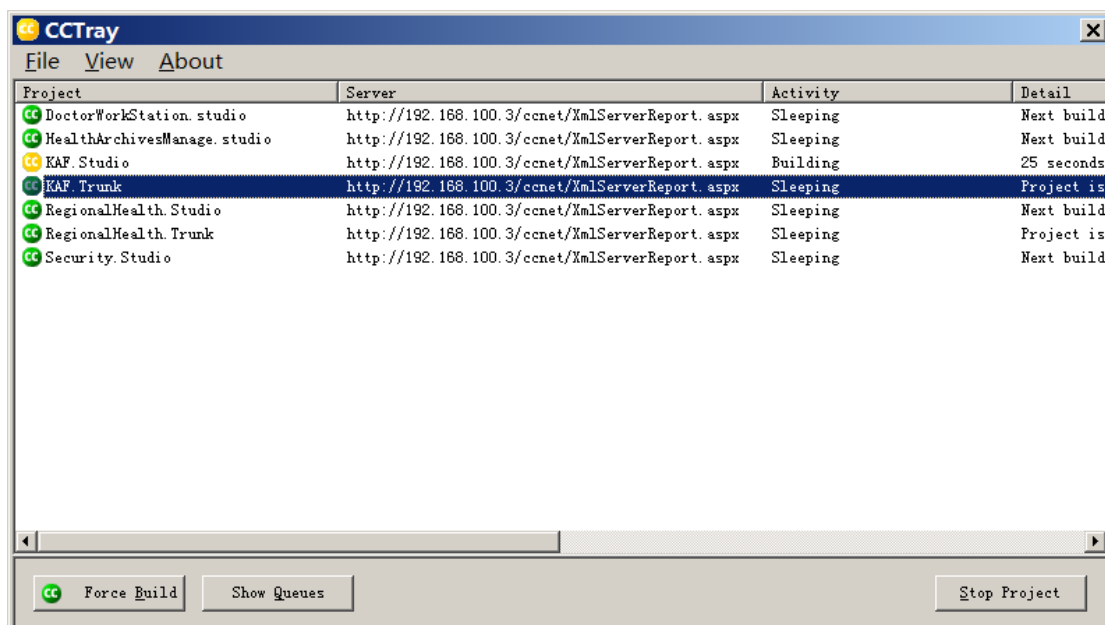 CCTray
File View About
Project Server Activity Detail
DoctorWorkStation.studio http://192.168.100.3/ccnet/XmlServerReport.aspx Sleeping Next build
HealthArchivesManage.studio http://192.168.100.3/ccnet/XmlServerReport.aspx Sleeping Next build
KAF.Studio http://192.168.100.3/ccnet/XmlServerReport.aspx Building 25 seconds
KAF.Trunk http://192.168.100.3/ccnet/XmlServerReport.aspx Sleeping Project is
RegionalHealth.Studio http://192.168.100.3/ccnet/XmlServerReport.aspx Sleeping Next build
RegionalHealth.Trunk http://192.168.100.3/ccnet/XmlServerReport.aspx Sleeping Project is
Security.Studio http://192.168.100.3/ccnet/XmlServerReport.aspx Sleeping Next build
Force Build Show Queues Stop Project